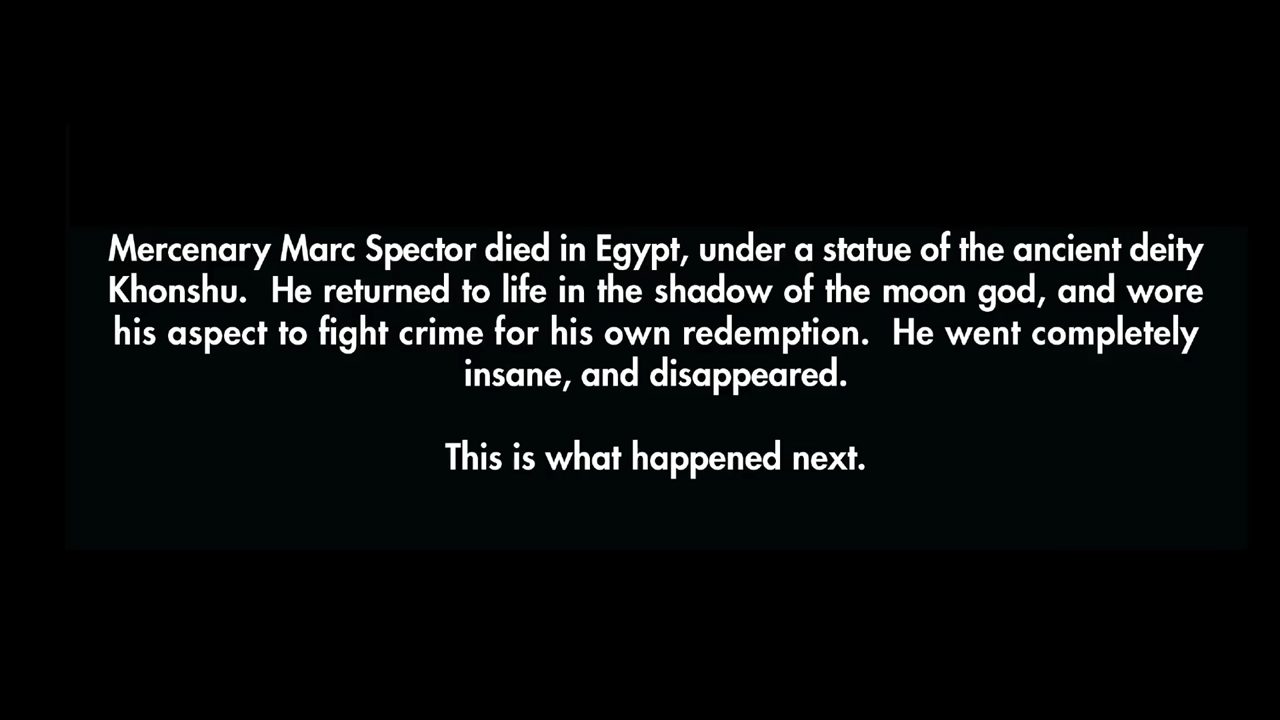 Mercenary Marc Spector died in Egypt, under a statue of the ancient deity
Khonshu.  He returned to life in the shadow of the moon god, and wore
his aspect to fight crime for his own redemption.  He went completely
insane, and disappeared.
This is what happened next.